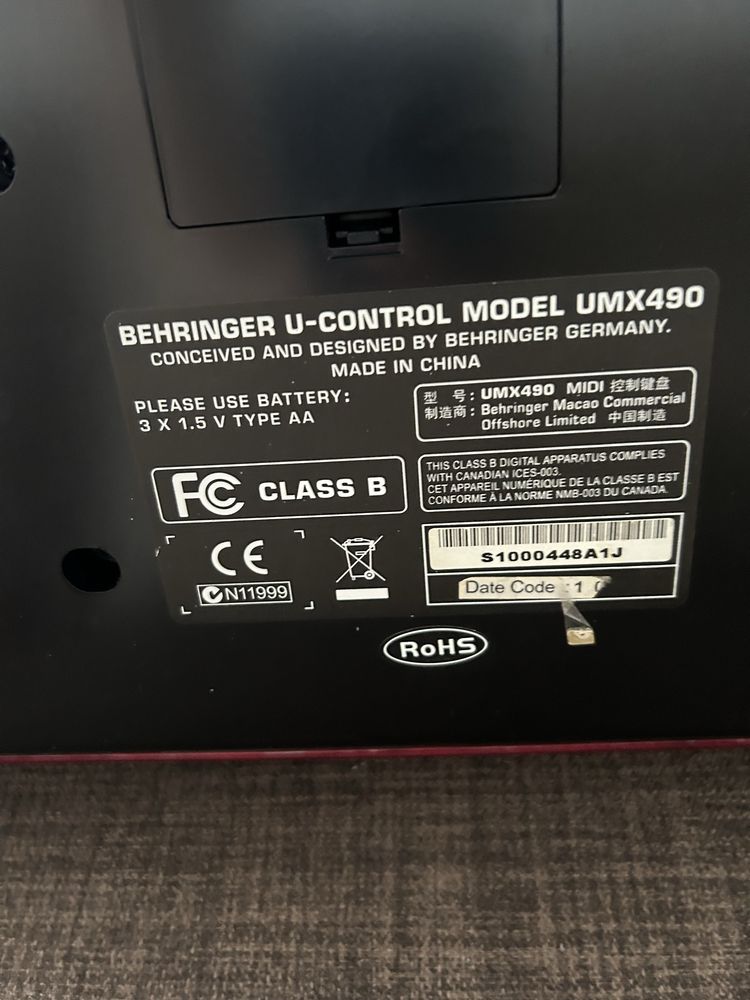 BEHRINGER U-CONTROL MODEL UMX490
CONCEIVED AND DESIGNED BY BEHRINGER GERMANY.
MADE IN CHINA
PLEASE USE BATTERY:
3 X 1.5 V TYPE AA
型 号: UMX490 MIDI 控制键盘
制造商: Behringer Macao Commercial
Offshore Limited 中国制造
FC CLASS B
THIS CLASS B DIGITAL APPARATUS COMPLIES
WITH CANADIAN ICES-003.
CET APPAREIL NUMÉRIQUE DE LA CLASSE B EST
CONFORME À LA NORME NMB-003 DU CANADA.
CE
N11999
S1000448A1J
Date Code : 1 0
RoHS